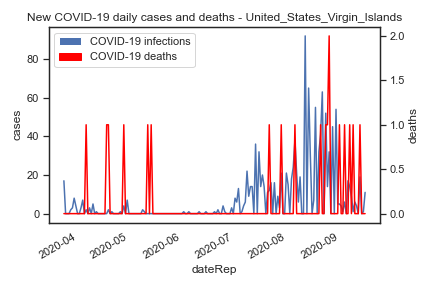 New COVID-19 daily cases and deaths - United_States_Virgin_Islands
COVID-19 infections
COVID-19 deaths
cases
80
60
40
20
0
deaths
2.0
1.5
1.0
0.5
0.0
2020-04
2020-05
2020-06
2020-07
2020-08
2020-09
dateRep